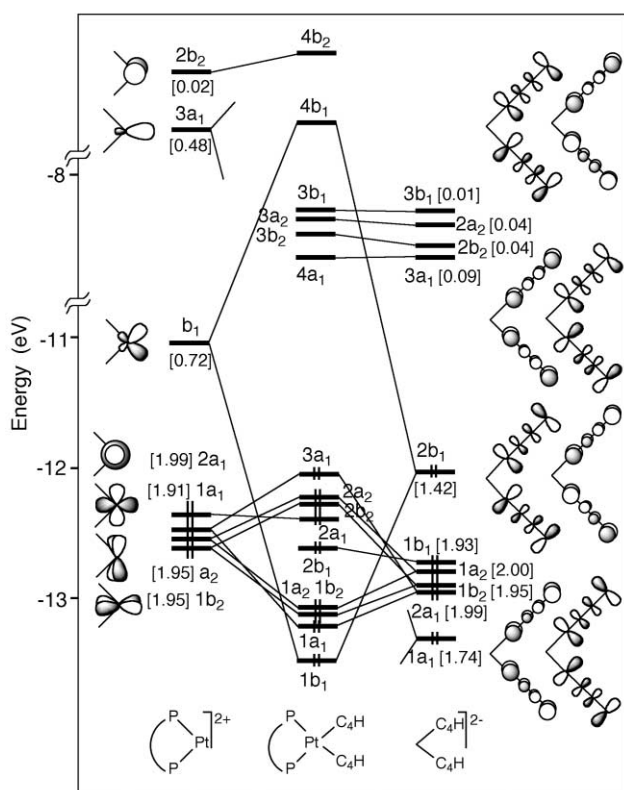 2b₂
4b₂
[0.02]
3a₁
4b₁
[0.48]
-8
3b₁
3b₁ [0.01]
3a₂
2a₂ [0.04]
3b₂
2b₂ [0.04]
4a₁
3a₁ [0.09]
b₁
-11
[0.72]
Energy (eV)
3a₁
2b₁
[1.99] 2a₁
-12
[1.42]
[1.91] 1a₁
2a₂
2b₂
2a₁
1b₁ [1.93]
2b₁
1a₂ [2.00]
[1.95] a₂
1a₂ 1b₂
1b₂ [1.95]
[1.95] 1b₂
-13
2a₁ [1.99]
1a₁
1a₁ [1.74]
1b₁
P
Pt
P
2+
P
Pt
P
C₄H
C₄H
C₄H
C₄H
2-